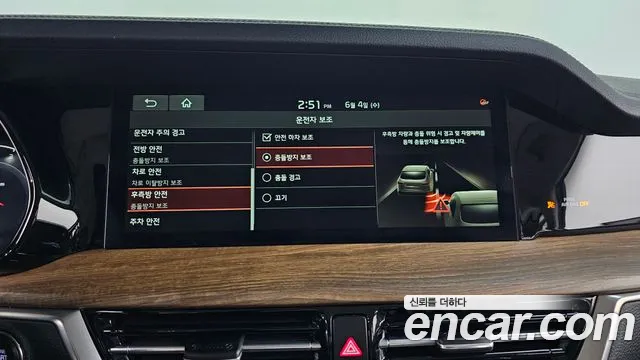 2:51 PM 6월 4일 (수)
운전자 보조
운전자 주의 경고
전방 안전
충돌방지 보조
차로 안전
차로 이탈방지 보조
후측방 안전
충돌방지 보조
주차 안전
안전 하차 보조
충돌방지 보조
충돌 경고
끄기
후측방 차량과 충돌 위험 시 경고 및 차량제어를
통해 충돌방지를 보조합니다.
OFF
신뢰를 더하다
encar.com